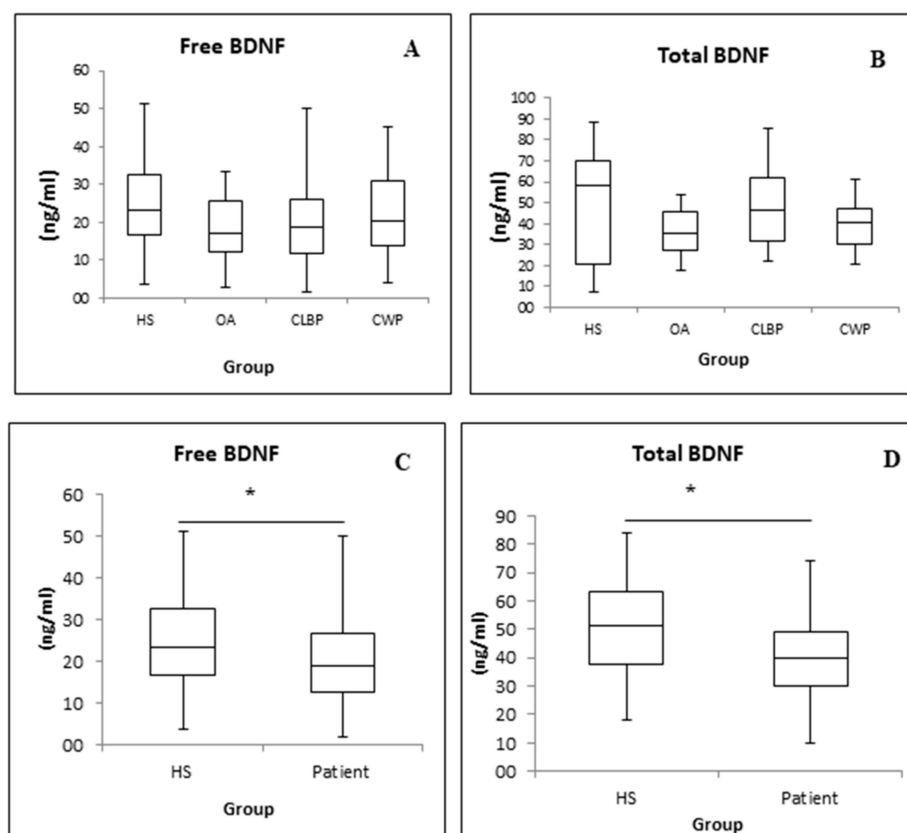 Free BDNF A
60
50
40
30
20
10
00
(ng/ml)
HS OA CLBP CWP
Group
Total BDNF B
100
90
80
70
60
50
40
30
20
10
00
(ng/ml)
HS OA CLBP CWP
Group
Free BDNF C
*
60
50
40
30
20
10
00
(ng/ml)
HS Patient
Group
Total BDNF D
*
90
80
70
60
50
40
30
20
10
00
(ng/ml)
HS Patient
Group